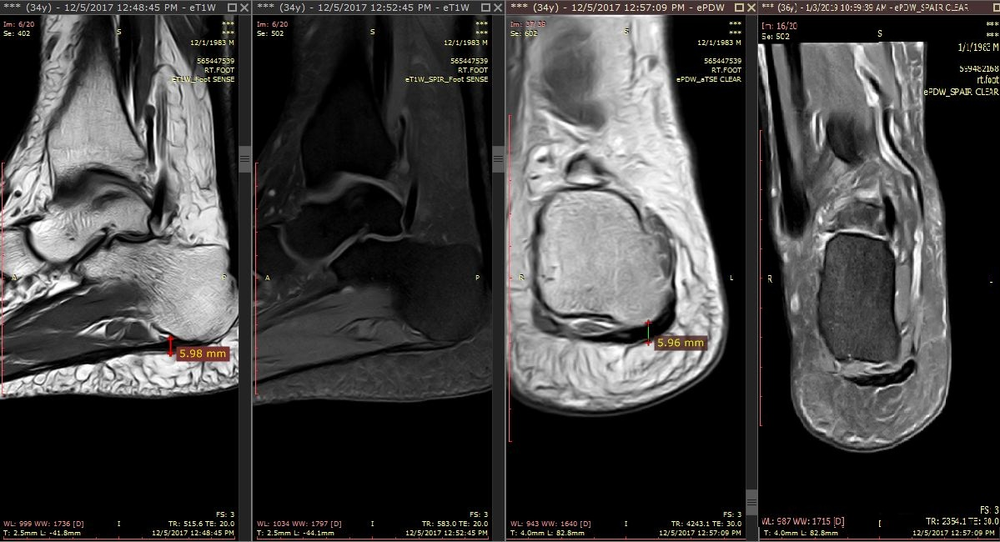 *** (34y) - 12/5/2017 12:48:45 PM - eT1W
Im: 6/20
Se: 402
S
***
***
12/1/1983 M
565447539
RT.FOOT
eT1W_Foot SENSE
A
P
5.98 mm
FS: 3
WL: 999 WW: 1736 [D]
I
TR: 515.6 TE: 20.0
T: 2.5mm L: -41.8mm
12/5/2017 12:48:45 PM
*** (34y) - 12/5/2017 12:52:45 PM - eT1W
Im: 6/20
Se: 502
S
***
***
12/1/1983 M
565447539
RT.FOOT
eT1W_SPIR_Foot SENSE
A
P
FS: 3
WL: 1034 WW: 1797 [D]
I
TR: 583.0 TE: 20.0
T: 2.5mm L: -44.1mm
12/5/2017 12:52:45 PM
*** (34y) - 12/5/2017 12:57:09 PM - ePDW
Im: 37/39
Se: 602
S
***
***
12/1/1983 M
565447539
RT.FOOT
ePDW_aTSE CLEAR
R
L
5.96 mm
FS: 3
WL: 943 WW: 1640 [D]
I
TR: 4243.1 TE: 30.0
T: 4.0mm L: 82.8mm
12/5/2017 12:57:09 PM
*** (36y) - 1/3/2019 10:59:39 AM - ePDW_SPAIR CLEAR
Im: 16/20
Se: 502
S
***
***
1/1/1983 M
599482168
rt.foot
ePDW_SPAIR CLEAR
R
FS: 3
WL: 987 WW: 1715 [D]
I
TR: 2354.1 TE: 30.0
T: 4.0mm L: 82.8mm
12/5/2017 12:57:09 PM